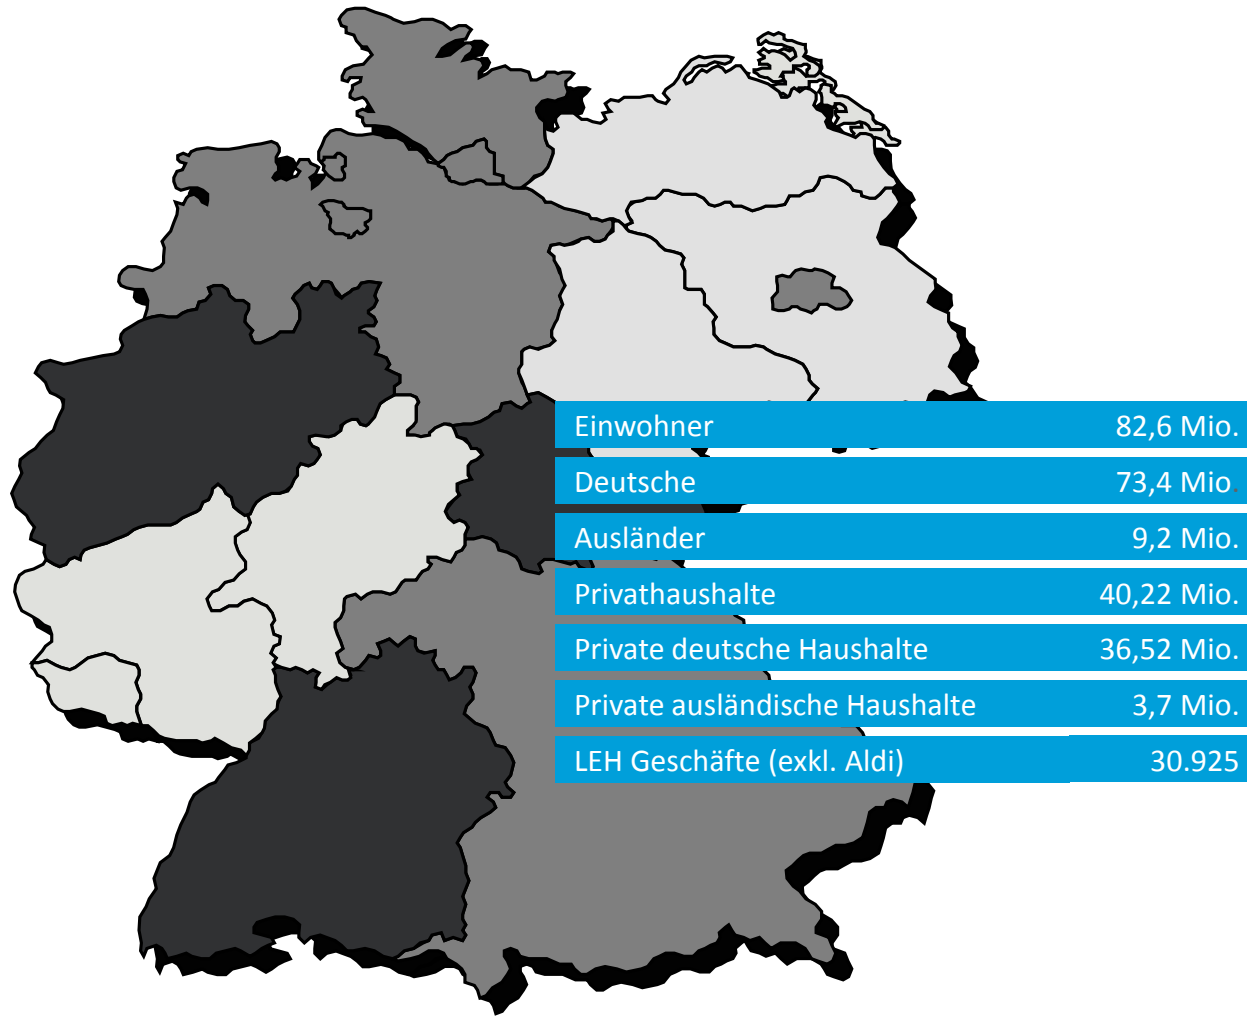 Einwohner 82,6 Mio.
Deutsche 73,4 Mio.
Ausländer 9,2 Mio.
Privathaushalte 40,22 Mio.
Private deutsche Haushalte 36,52 Mio.
Private ausländische Haushalte 3,7 Mio.
LEH Geschäfte (exkl. Aldi) 30.925